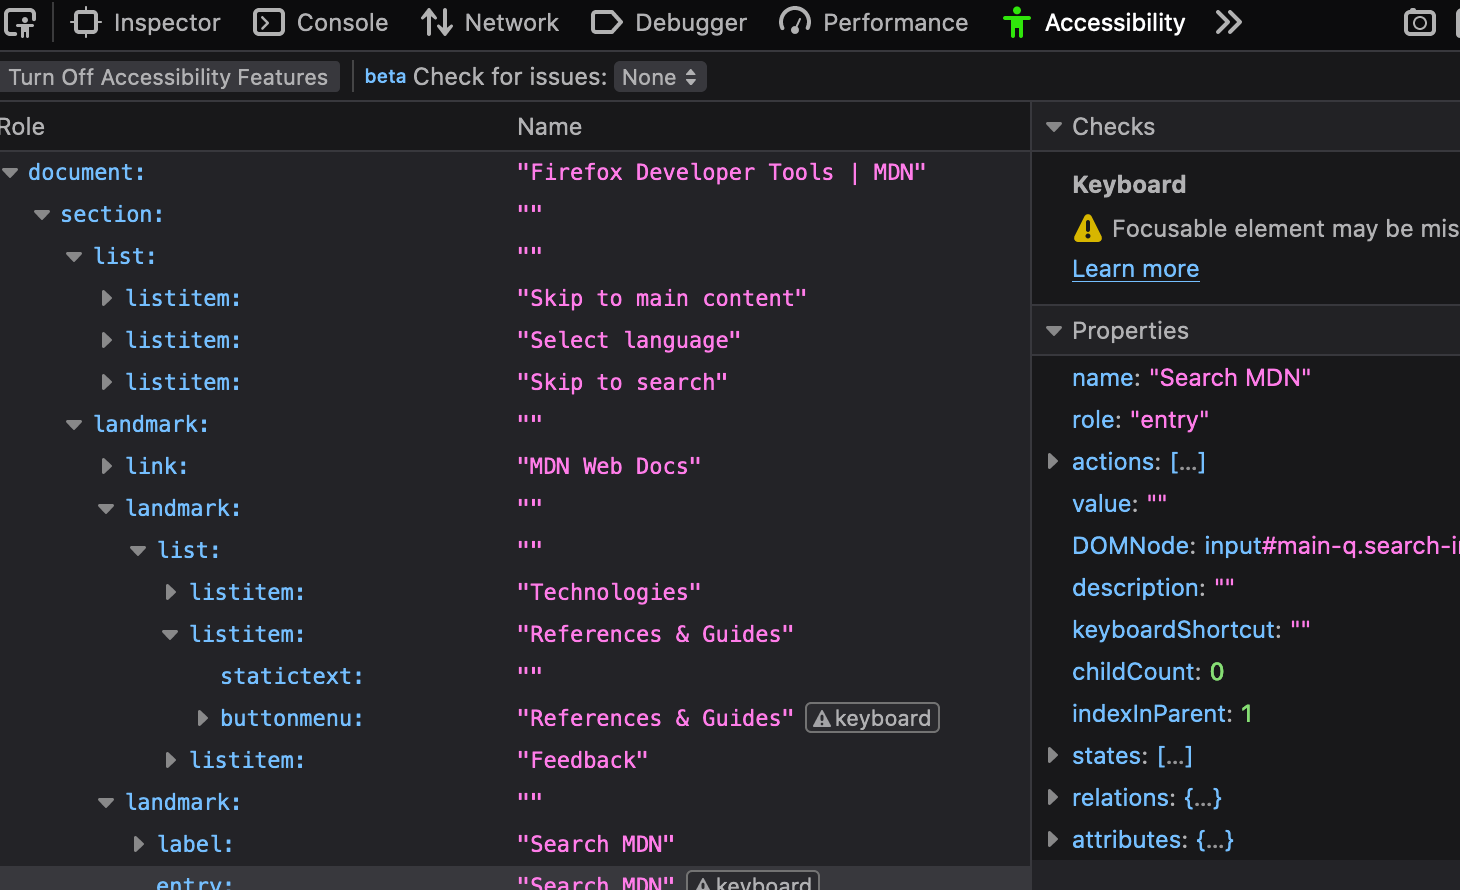 Inspector Console Network Debugger Performance Accessibility
Turn Off Accessibility Features beta Check for issues: None
Role Name
document: "Firefox Developer Tools | MDN"
section: ""
list: ""
listitem: "Skip to main content"
listitem: "Select language"
listitem: "Skip to search"
landmark: ""
link: "MDN Web Docs"
landmark: ""
list: ""
listitem: "Technologies"
listitem: "References & Guides"
statictext: ""
buttonmenu: "References & Guides" keyboard
listitem: "Feedback"
landmark: ""
label: "Search MDN"
entry: "Search MDN" keyboard
Checks
Keyboard
Focusable element may be mis
Learn more
Properties
name: "Search MDN"
role: "entry"
actions: […]
value: ""
DOMNode: input#main-q.search-i
description: ""
keyboardShortcut: ""
childCount: 0
indexInParent: 1
states: […]
relations: {…}
attributes: {…}